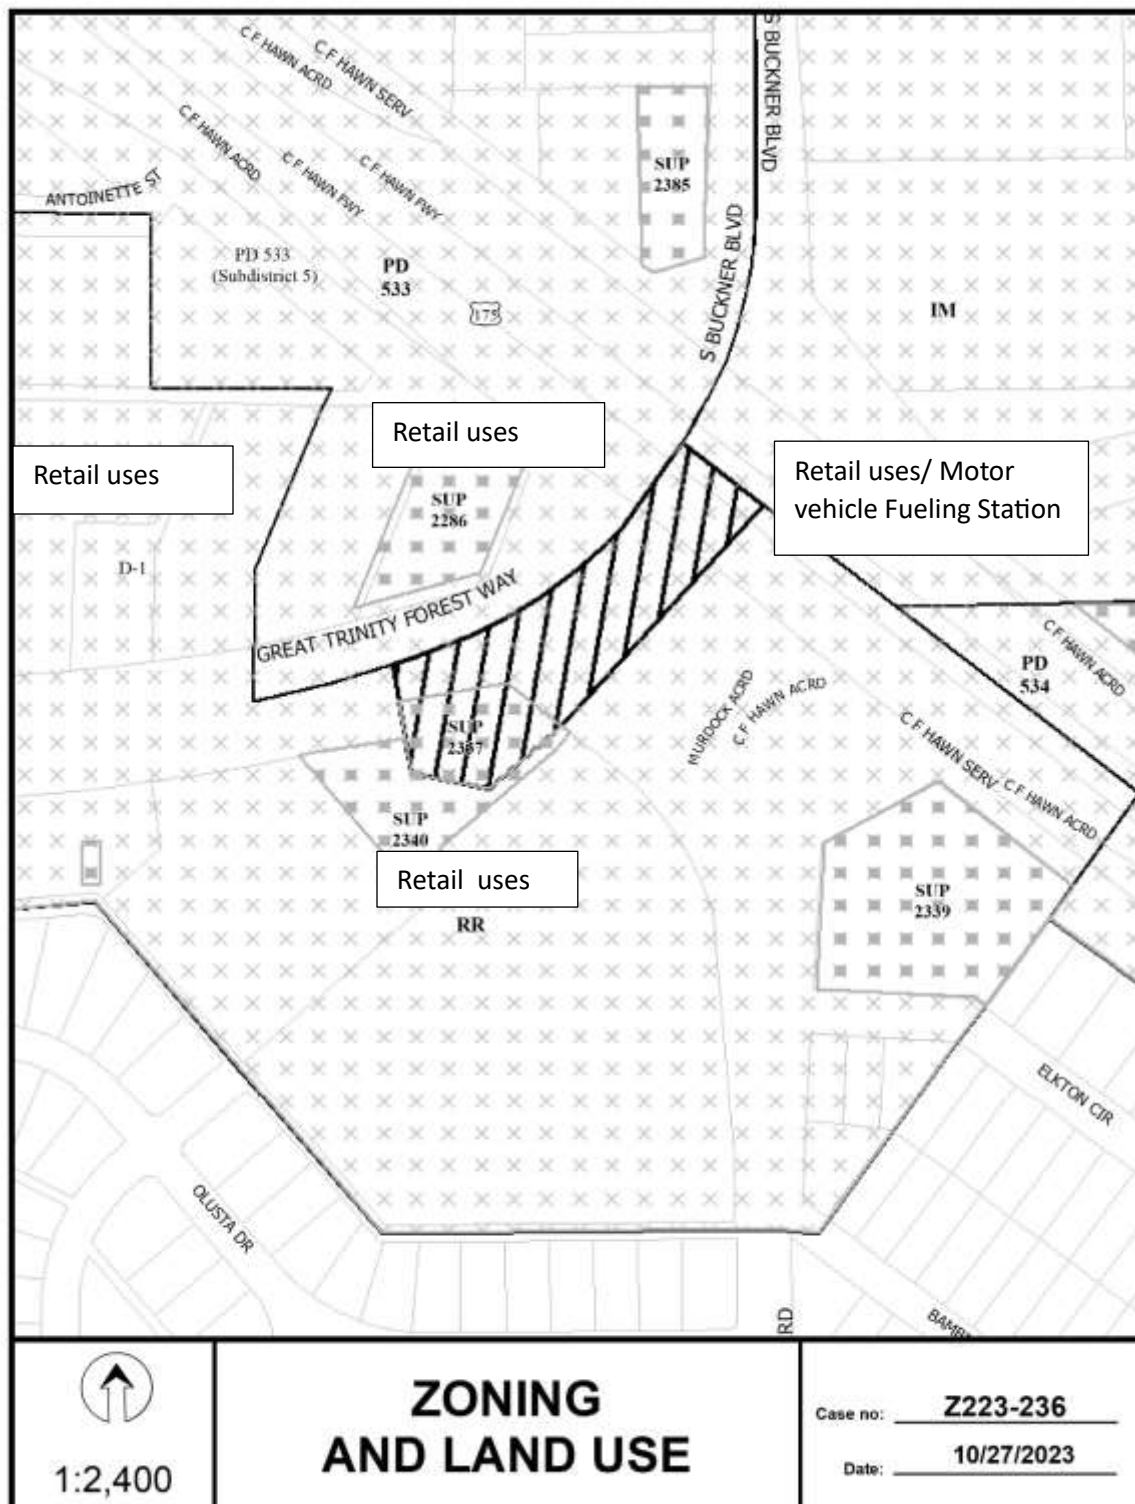 C F HAWN SERV
C F HAWN ACRD
S BUCKNER BLVD
C F HAWN ACRD
C F HAWN FWY
C F HAWN FWY
ANTOINETTE ST
SUP
2385
S BUCKNER BLVD
PD 533
(Subdistrict 5)
PD
533
175
IM
Retail uses
Retail uses
Retail uses/ Motor
vehicle Fueling Station
SUP
2286
D-1
GREAT TRINITY FOREST WAY
C F HAWN ACRD
PD
534
MURDOCK ACRD
C F HAWN ACRD
SUP
C F HAWN SERV
C F HAWN ACRD
SUP
2340
Retail uses
SUP
2339
RR
ELKTON CIR
OLUSTA DR
RD
1:2,400
ZONING
AND LAND USE
Case no: Z223-236
Date: 10/27/2023